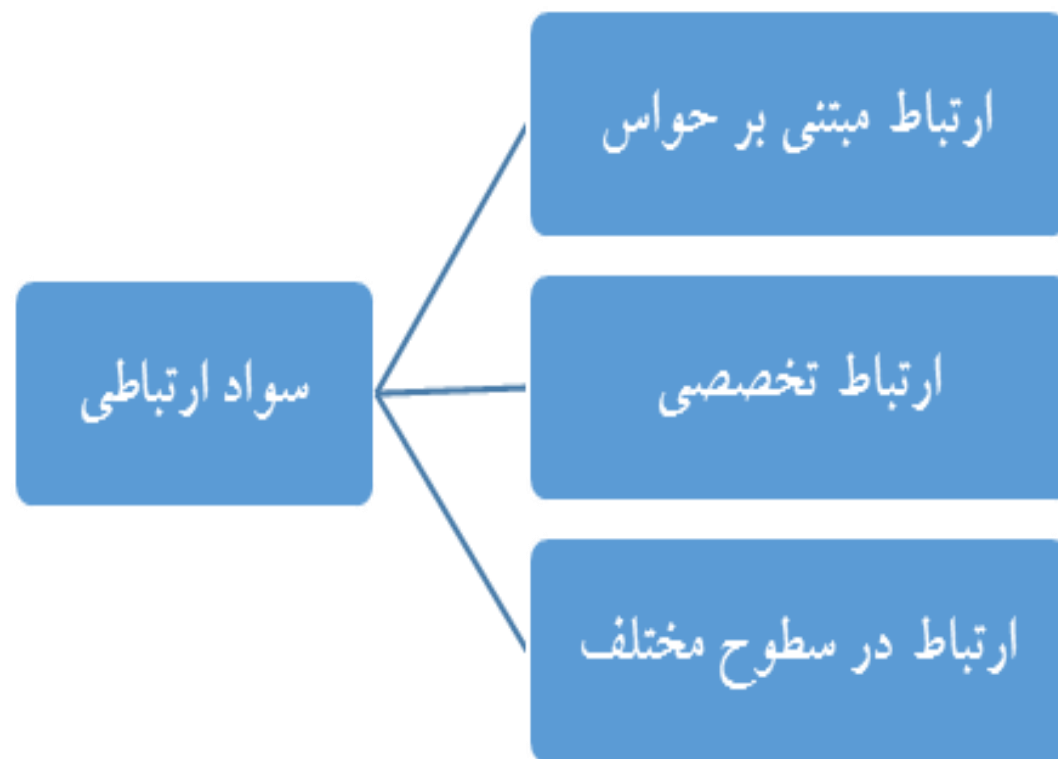 سواد ارتباطی
ارتباط مبتنی بر حواس
ارتباط تخصصی
ارتباط در سطوح مختلف